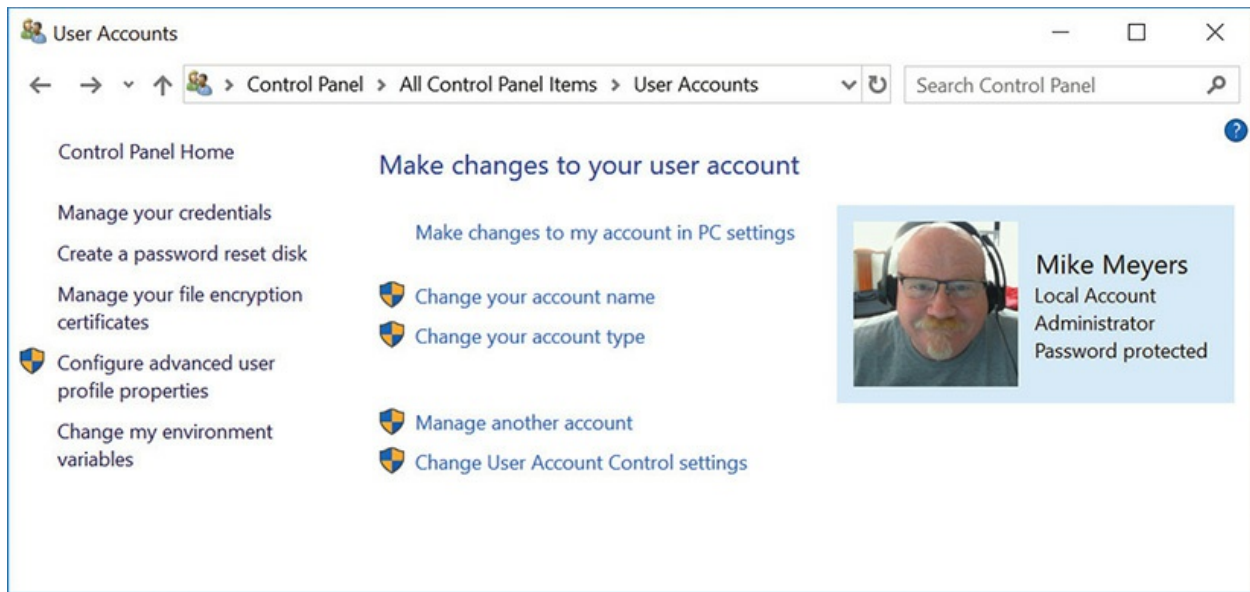 User Accounts
Control Panel > All Control Panel Items > User Accounts
Search Control Panel
?
Control Panel Home
Manage your credentials
Create a password reset disk
Manage your file encryption
certificates
Configure advanced user
profile properties
Change my environment
variables
Make changes to your user account
Make changes to my account in PC settings
Change your account name
Change your account type
Manage another account
Change User Account Control settings
Mike Meyers
Local Account
Administrator
Password protected